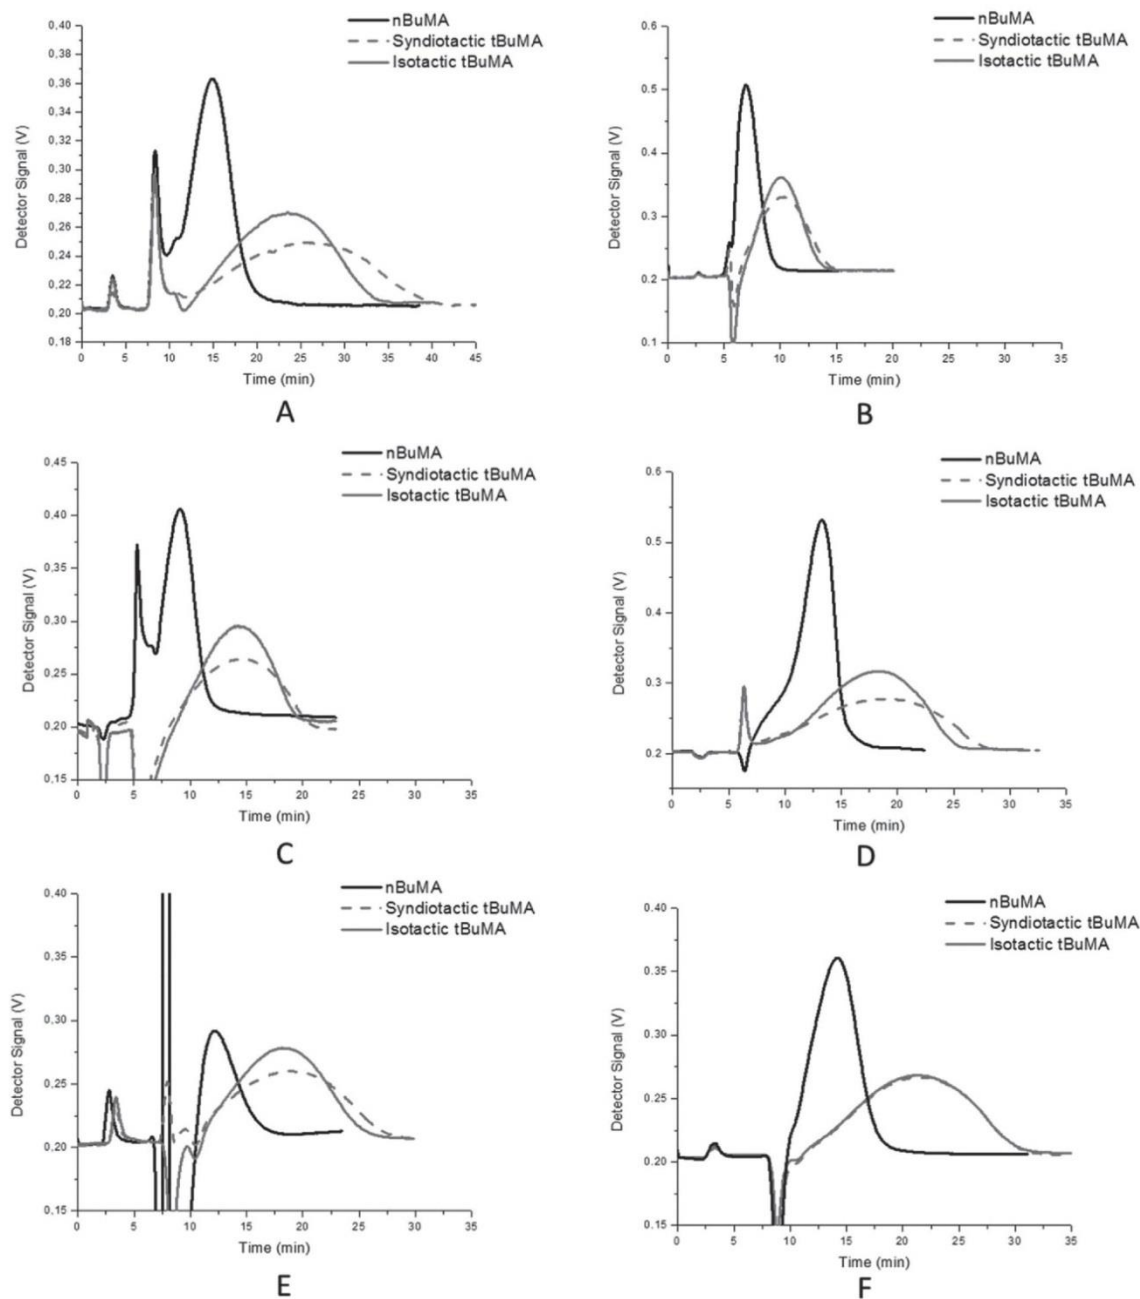 nBuMA
Syndiotactic tBuMA
Isotactic tBuMA
Detector Signal (V)
0,40
0,38
0,36
0,34
0,32
0,30
0,28
0,26
0,24
0,22
0,20
0,18
0 5 10 15 20 25 30 35 40 45
Time (min)
A
nBuMA
Syndiotactic tBuMA
Isotactic tBuMA
Detector Signal (V)
0.6
0.5
0.4
0.3
0.2
0.1
0 5 10 15 20 25 30 35
Time (min)
B
nBuMA
Syndiotactic tBuMA
Isotactic tBuMA
Detector Signal (V)
0,45
0,40
0,35
0,30
0,25
0,20
0,15
0 5 10 15 20 25 30 35
Time (min)
C
nBuMA
Syndiotactic tBuMA
Isotactic tBuMA
Detector Signal (V)
0.6
0.5
0.4
0.3
0.2
0 5 10 15 20 25 30 35
Time (min)
D
nBuMA
Syndiotactic tBuMA
Isotactic tBuMA
Detector Signal (V)
0,40
0,35
0,30
0,25
0,20
0,15
0 5 10 15 20 25 30 35
Time (min)
E
nBuMA
Syndiotactic tBuMA
Isotactic tBuMA
Detector Signal (V)
0.40
0.35
0.30
0.25
0.20
0.15
0 5 10 15 20 25 30 35
Time (min)
F